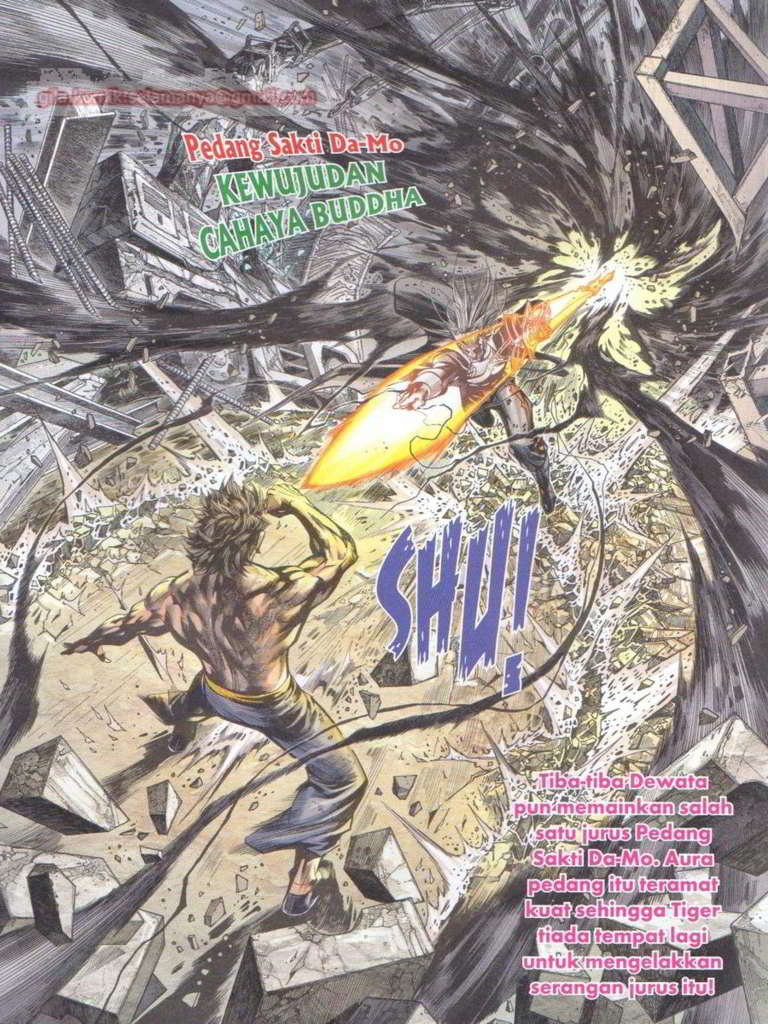 Pedang Sakti Da-Mo
KEWUJUDAN
CAHAYA BUDDHA
SHU!
Tiba-tiba Dewata
pun memainkan salah
satu jurus Pedang
Sakti Da-Mo. Aura
pedang itu teramat
kuat sehingga Tiger
tiada tempat lagi
untuk mengelakkan
serangan jurus itu!